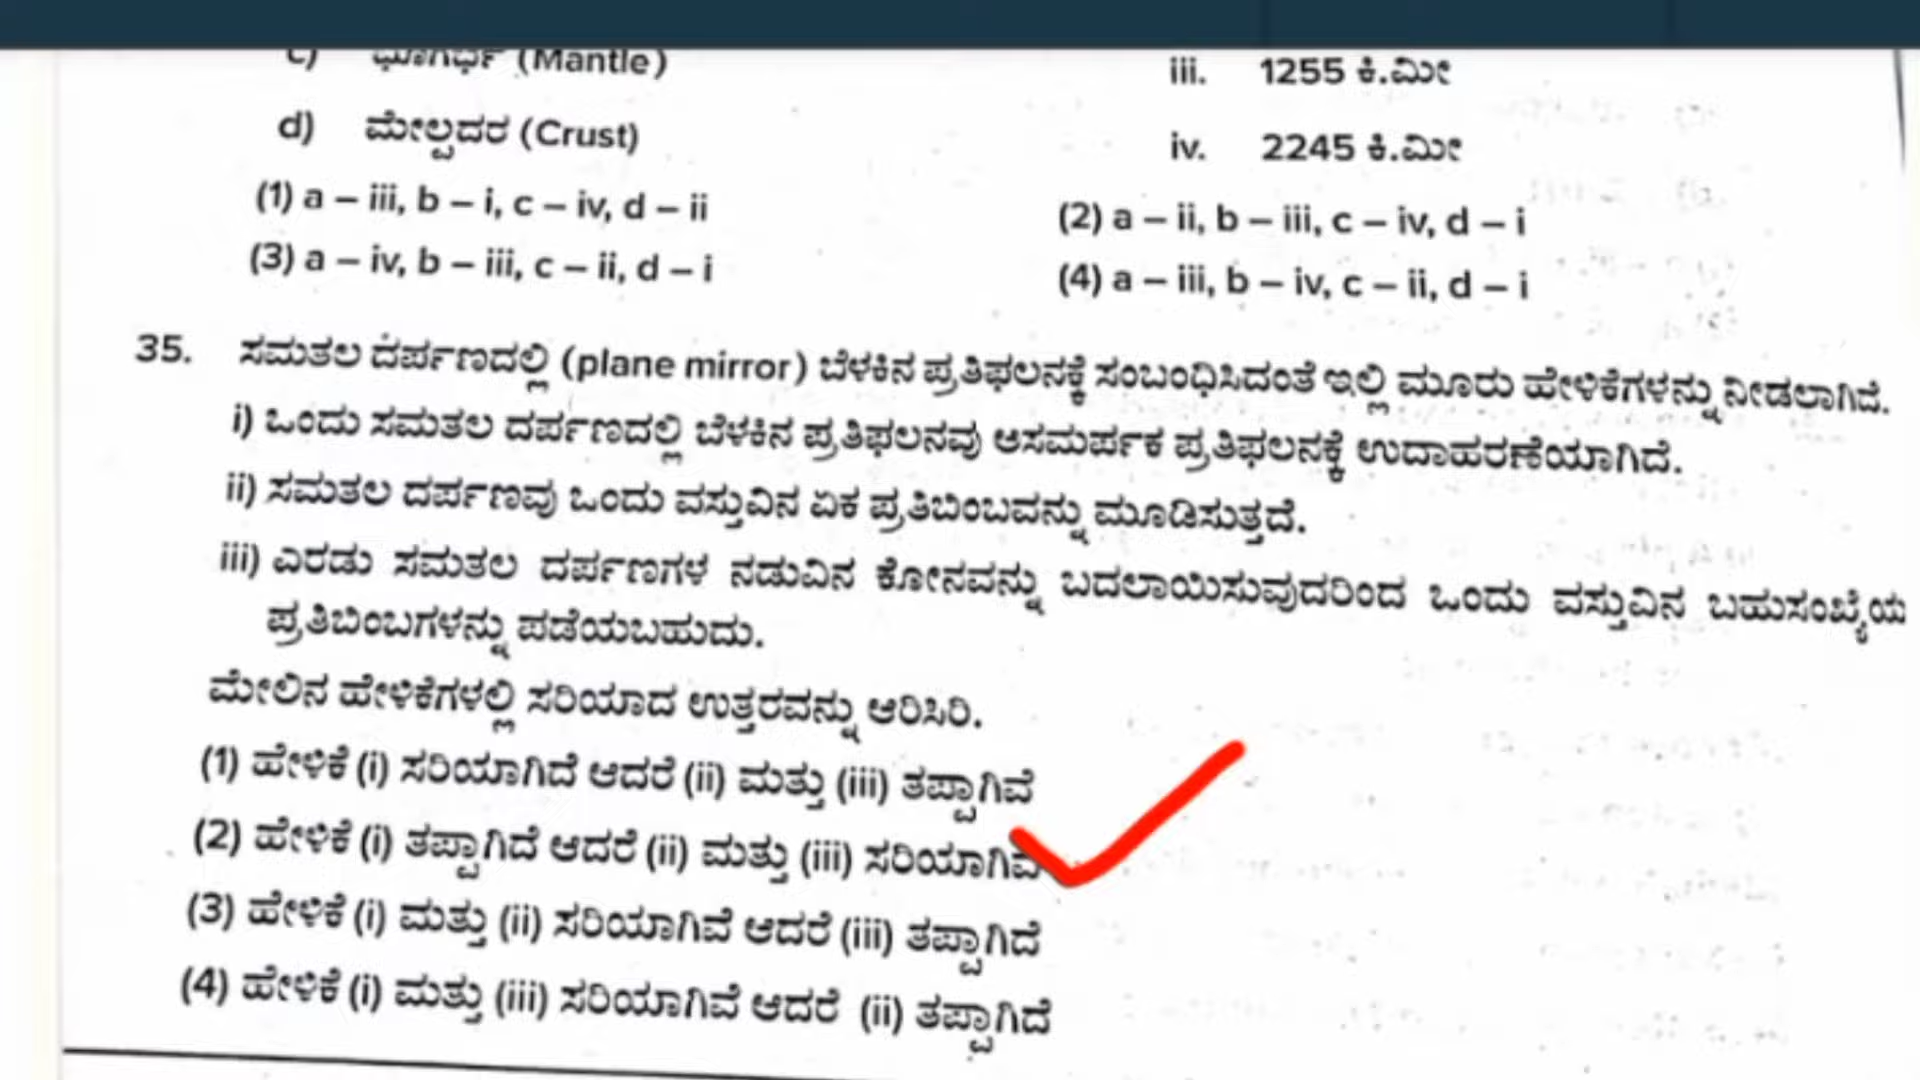 c) ಭೂಗರ್ಭ (Mantle)
iii. 1255 ಕಿ.ಮೀ
d) ಮೇಲ್ಪದರ (Crust)
iv. 2245 ಕಿ.ಮೀ
(1) a – iii, b – i, c – iv, d – ii
(2) a – ii, b – iii, c – iv, d – i
(3) a – iv, b – iii, c – ii, d – i
(4) a – iii, b – iv, c – ii, d – i
35. ಸಮತಲ ದರ್ಪಣದಲ್ಲಿ (plane mirror) ಬೆಳಕಿನ ಪ್ರತಿಫಲನಕ್ಕೆ ಸಂಬಂಧಿಸಿದಂತೆ ಇಲ್ಲಿ ಮೂರು ಹೇಳಿಕೆಗಳನ್ನು ನೀಡಲಾಗಿದೆ.
i) ಒಂದು ಸಮತಲ ದರ್ಪಣದಲ್ಲಿ ಬೆಳಕಿನ ಪ್ರತಿಫಲನವು ಅಸಮರ್ಪಕ ಪ್ರತಿಫಲನಕ್ಕೆ ಉದಾಹರಣೆಯಾಗಿದೆ.
ii) ಸಮತಲ ದರ್ಪಣವು ಒಂದು ವಸ್ತುವಿನ ಏಕ ಪ್ರತಿಬಿಂಬವನ್ನು ಮೂಡಿಸುತ್ತದೆ.
iii) ಎರಡು ಸಮತಲ ದರ್ಪಣಗಳ ನಡುವಿನ ಕೋನವನ್ನು ಬದಲಾಯಿಸುವುದರಿಂದ ಒಂದು ವಸ್ತುವಿನ ಬಹುಸಂಖ್ಯೆಯ
ಪ್ರತಿಬಿಂಬಗಳನ್ನು ಪಡೆಯಬಹುದು.
ಮೇಲಿನ ಹೇಳಿಕೆಗಳಲ್ಲಿ ಸರಿಯಾದ ಉತ್ತರವನ್ನು ಆರಿಸಿರಿ.
(1) ಹೇಳಿಕೆ (i) ಸರಿಯಾಗಿದೆ ಆದರೆ (ii) ಮತ್ತು (iii) ತಪ್ಪಾಗಿವೆ
(2) ಹೇಳಿಕೆ (i) ತಪ್ಪಾಗಿದೆ ಆದರೆ (ii) ಮತ್ತು (iii) ಸರಿಯಾಗಿವೆ
(3) ಹೇಳಿಕೆ (i) ಮತ್ತು (ii) ಸರಿಯಾಗಿವೆ ಆದರೆ (iii) ತಪ್ಪಾಗಿದೆ
(4) ಹೇಳಿಕೆ (i) ಮತ್ತು (iii) ಸರಿಯಾಗಿವೆ ಆದರೆ (ii) ತಪ್ಪಾಗಿದೆ